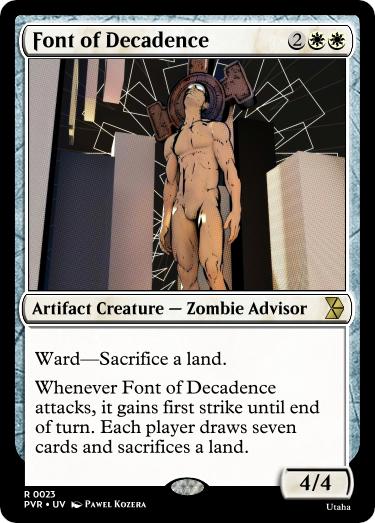 Font of Decadence 2
Artifact Creature — Zombie Advisor
Ward—Sacrifice a land.
Whenever Font of Decadence
attacks, it gains first strike until end
of turn. Each player draws seven
cards and sacrifices a land.
4/4
R 0023
PVR • UV Pawel Kozera
Utaha